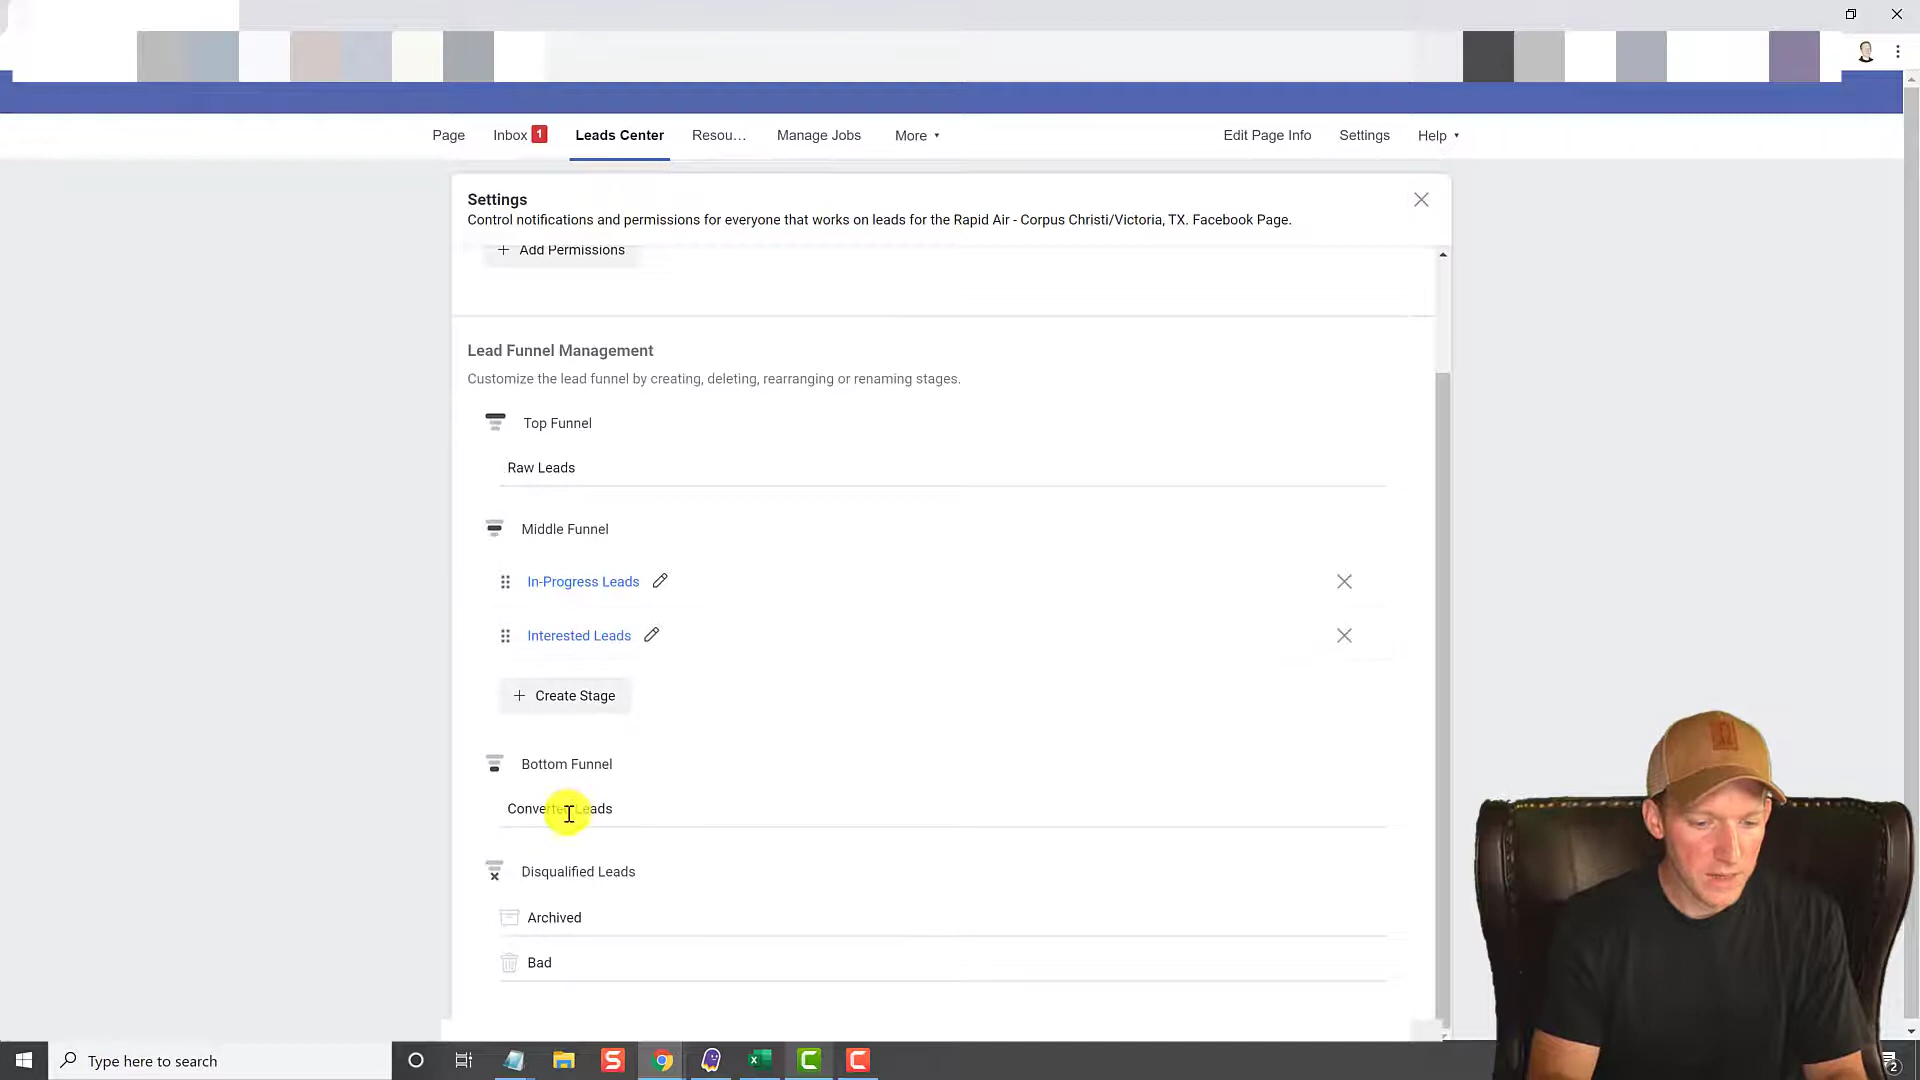 Page
Inbox 1
Leads Center
Resou...
Manage Jobs
More
Edit Page Info
Settings
Help
Settings
Control notifications and permissions for everyone that works on leads for the Rapid Air - Corpus Christi/Victoria, TX. Facebook Page.
+ Add Permissions
Lead Funnel Management
Customize the lead funnel by creating, deleting, rearranging or renaming stages.
Top Funnel
Raw Leads
Middle Funnel
In-Progress Leads
Interested Leads
+ Create Stage
Bottom Funnel
Converted Leads
Disqualified Leads
Archived
Bad
Type here to search
2